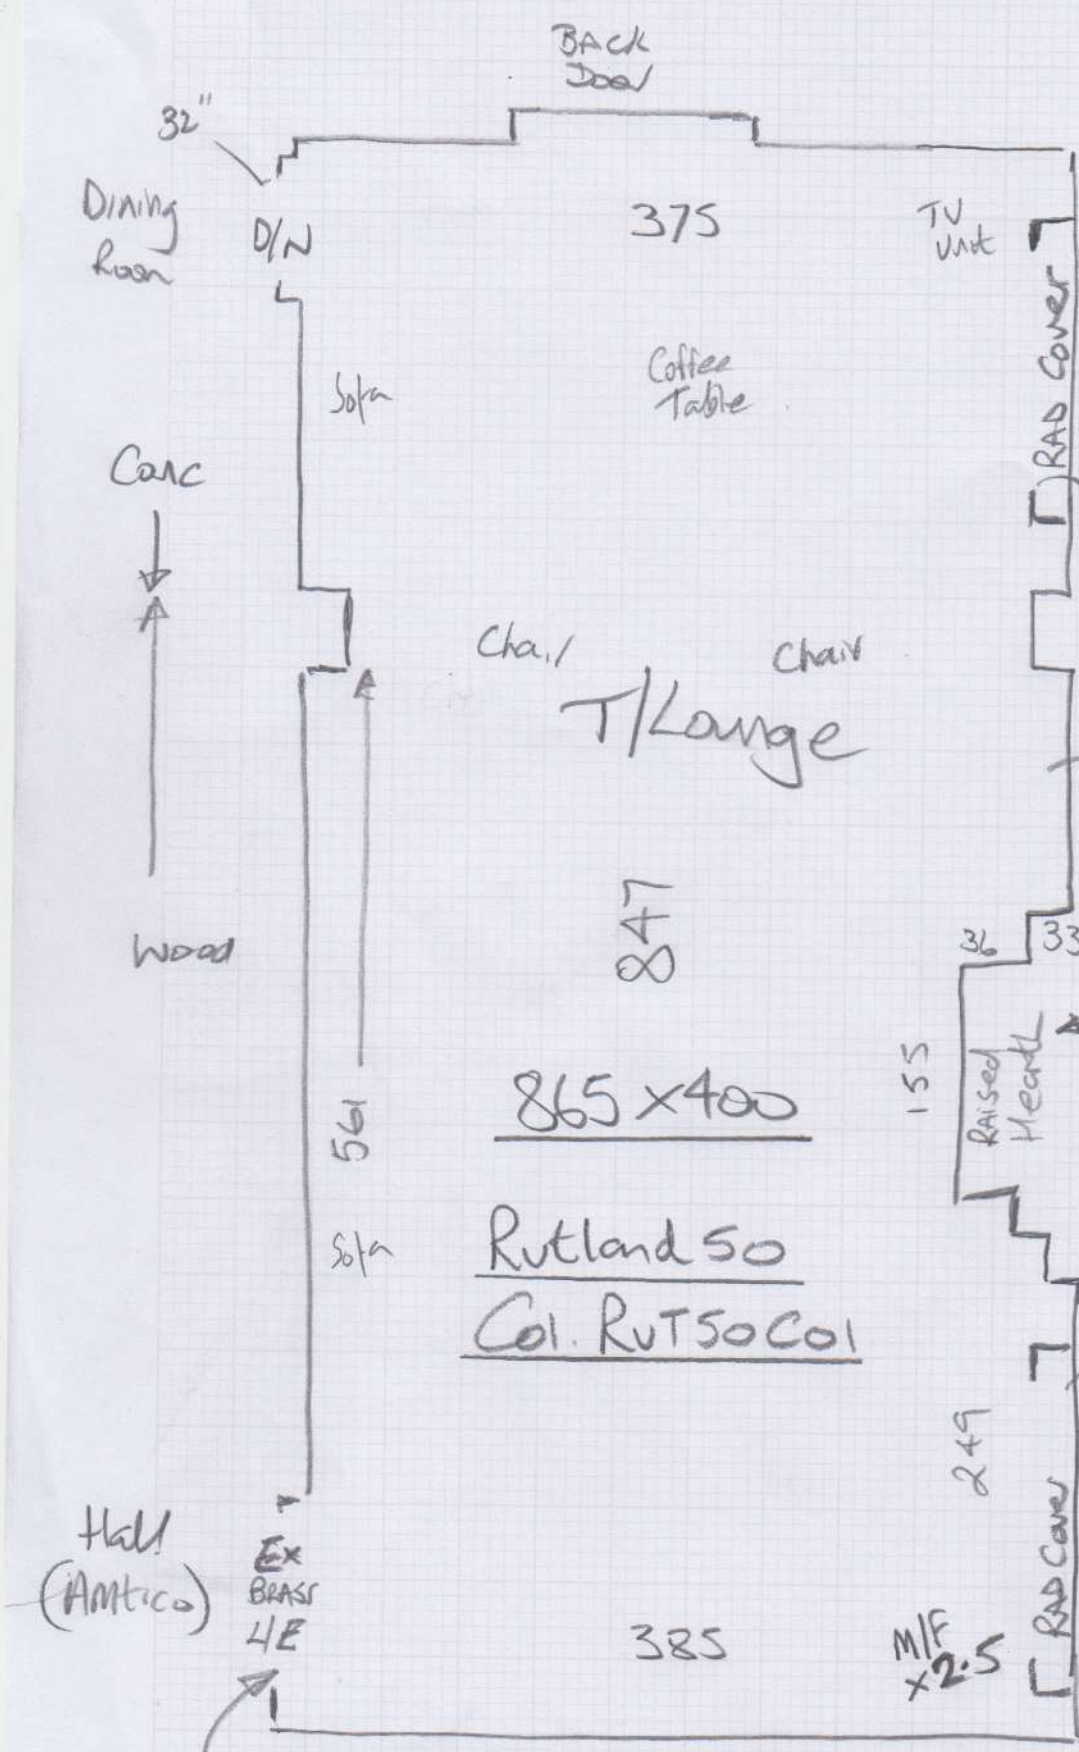 BACK
Door
32"
Dining
Room
D/N
375
TV
Unit
RAD Cover
Sofa
Coffee
Table
Conc
Chair
Chair
T/Lounge
Wood
847
36
33
155
Raised
Hearth
865 x 400
561
Sofa
Rutland 50
Col. RUT50C01
249
Hall
(Amtico)
Ex
BRASS
4E
385
M/F
x2.5
RAD Cover